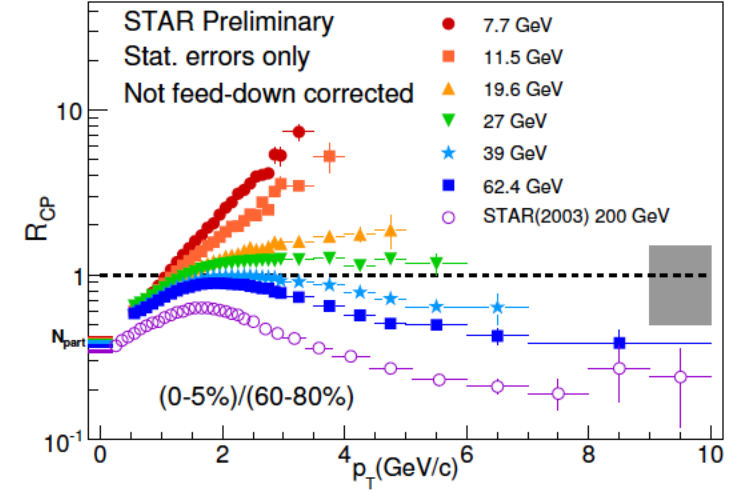 STAR Preliminary
Stat. errors only
Not feed-down corrected
7.7 GeV
11.5 GeV
19.6 GeV
27 GeV
39 GeV
62.4 GeV
STAR(2003) 200 GeV
R_CP
10
1
N_part
10^-1
(0-5%)/(60-80%)
0 2 4 6 8 10
p_T(GeV/c)